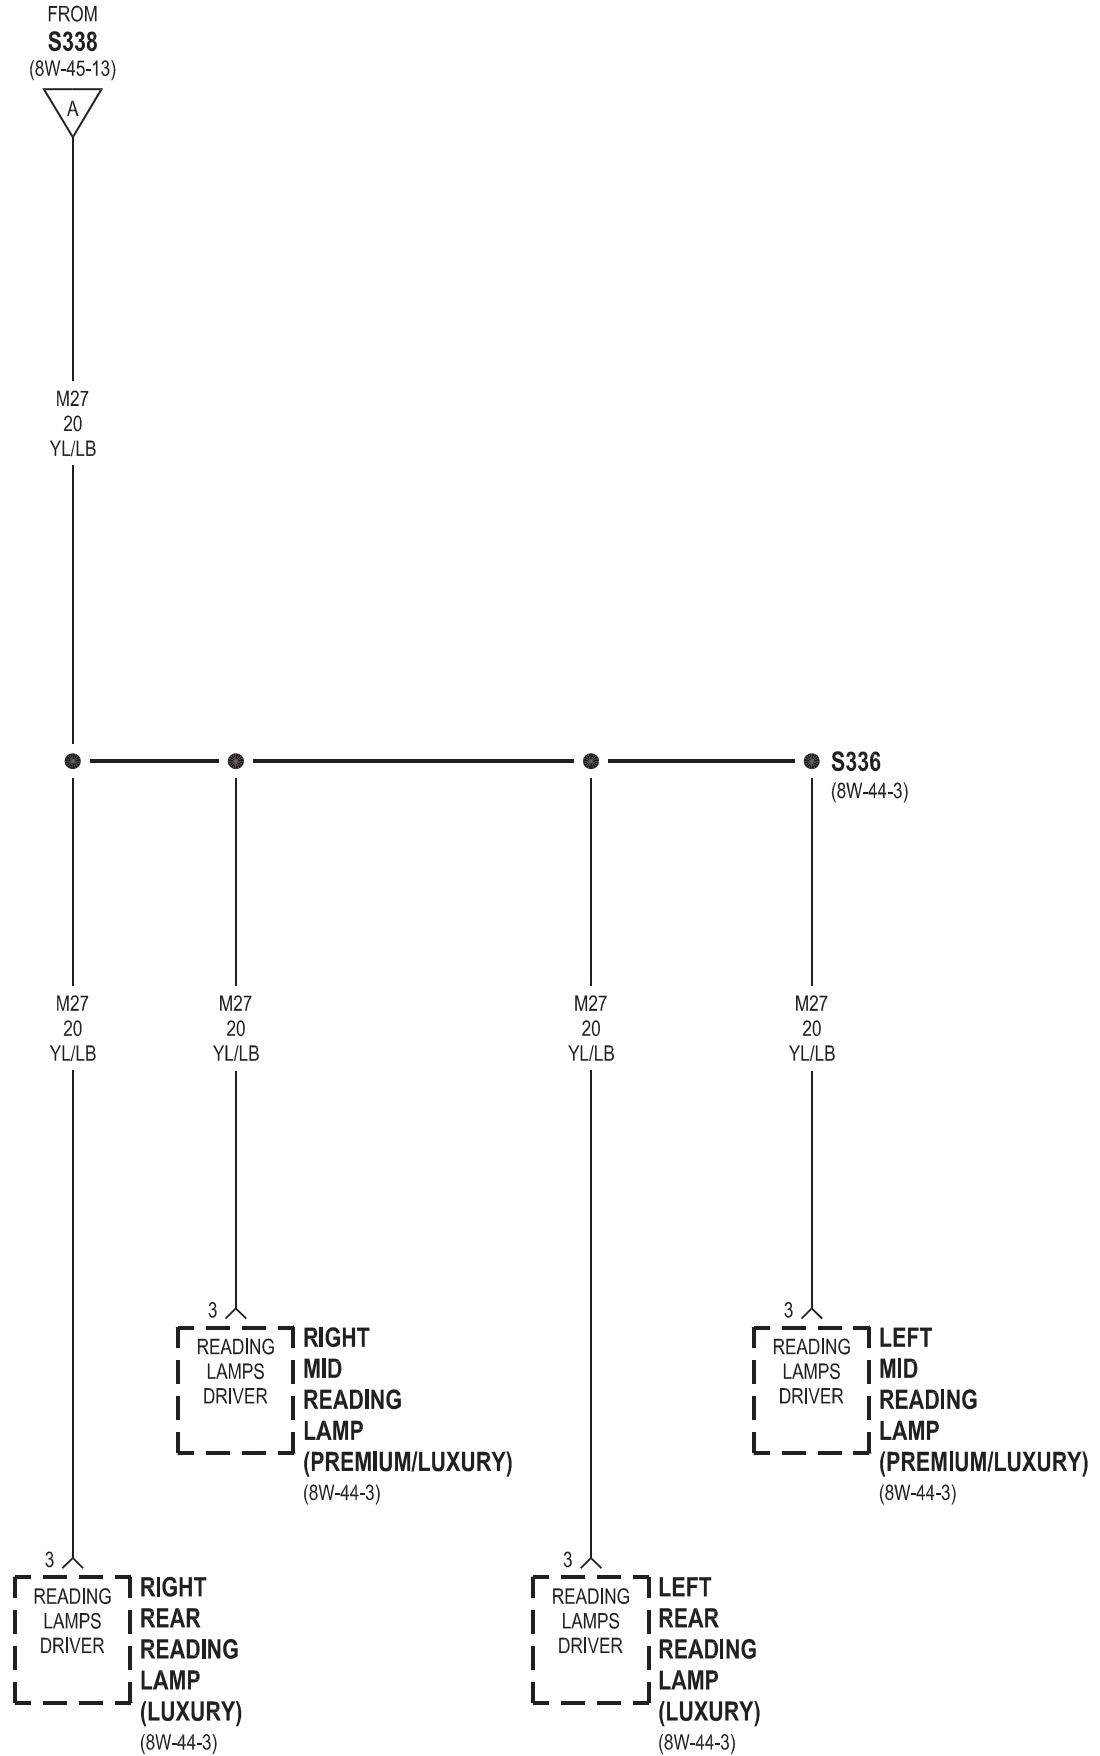 FROM
S338
(8W-45-13)
A
M27
20
YL/LB
S336
(8W-44-3)
M27
20
YL/LB
M27
20
YL/LB
M27
20
YL/LB
M27
20
YL/LB
3
READING
LAMPS
DRIVER
RIGHT
MID
READING
LAMP
(PREMIUM/LUXURY)
(8W-44-3)
3
READING
LAMPS
DRIVER
LEFT
MID
READING
LAMP
(PREMIUM/LUXURY)
(8W-44-3)
3
READING
LAMPS
DRIVER
RIGHT
REAR
READING
LAMP
(LUXURY)
(8W-44-3)
3
READING
LAMPS
DRIVER
LEFT
REAR
READING
LAMP
(LUXURY)
(8W-44-3)